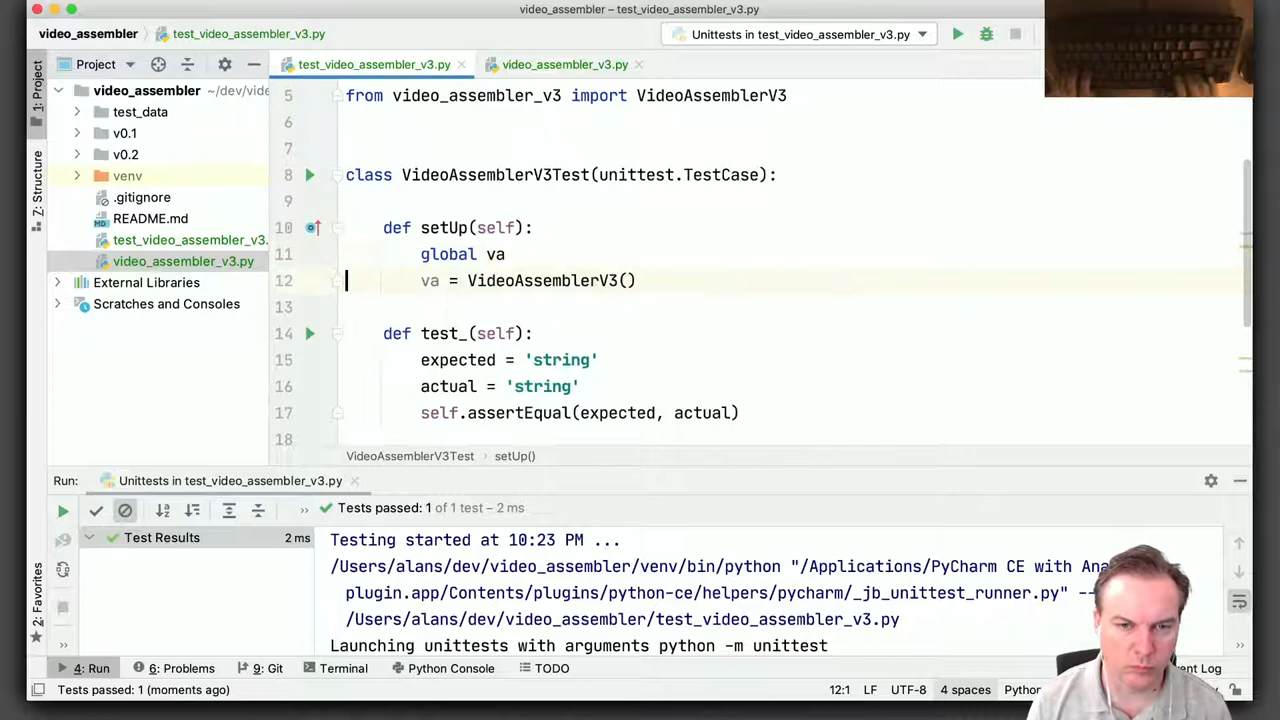 video_assembler – test_video_assembler_v3.py
video_assembler
test_video_assembler_v3.py
Unittests in test_video_assembler_v3.py
1: Project
Z: Structure
2: Favorites
Project
video_assembler ~/dev/vide
test_data
v0.1
v0.2
venv
.gitignore
README.md
test_video_assembler_v3.
video_assembler_v3.py
External Libraries
Scratches and Consoles
test_video_assembler_v3.py
video_assembler_v3.py
5 from video_assembler_v3 import VideoAssemblerV3
6
7
8 class VideoAssemblerV3Test(unittest.TestCase):
9
10 def setUp(self):
11 global va
12 va = VideoAssemblerV3()
13
14 def test_(self):
15 expected = 'string'
16 actual = 'string'
17 self.assertEqual(expected, actual)
18
VideoAssemblerV3Test setUp()
Run: Unittests in test_video_assembler_v3.py
Tests passed: 1 of 1 test – 2 ms
Test Results 2 ms
Testing started at 10:23 PM ...
/Users/alans/dev/video_assembler/venv/bin/python "/Applications/PyCharm CE with Ana
plugin.app/Contents/plugins/python-ce/helpers/pycharm/_jb_unittest_runner.py" --
/Users/alans/dev/video_assembler/test_video_assembler_v3.py
Launching unittests with arguments python -m unittest
4: Run
6: Problems
9: Git
Terminal
Python Console
TODO
ent Log
Tests passed: 1 (moments ago)
12:1 LF UTF-8 4 spaces Python